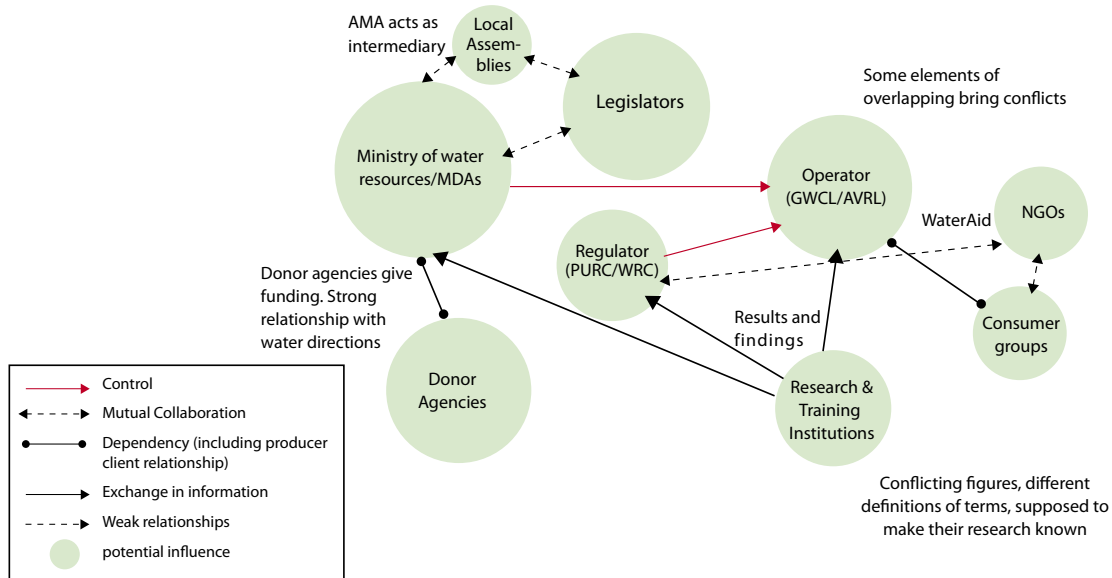 AMA acts as
intermediary
Local
Assem-
blies
Legislators
Some elements of
overlapping bring conflicts
Ministry of water
resources/MDAs
Operator
(GWCL/AVRL)
NGOs
WaterAid
Regulator
(PURC/WRC)
Donor agencies give
funding. Strong
relationship with
water directions
Results and
findings
Consumer
groups
Donor
Agencies
Research &
Training
Institutions
Control
Mutual Collaboration
Dependency (including producer
client relationship)
Exchange in information
Weak relationships
potential influence
Conflicting figures, different
definitions of terms, supposed to
make their research known